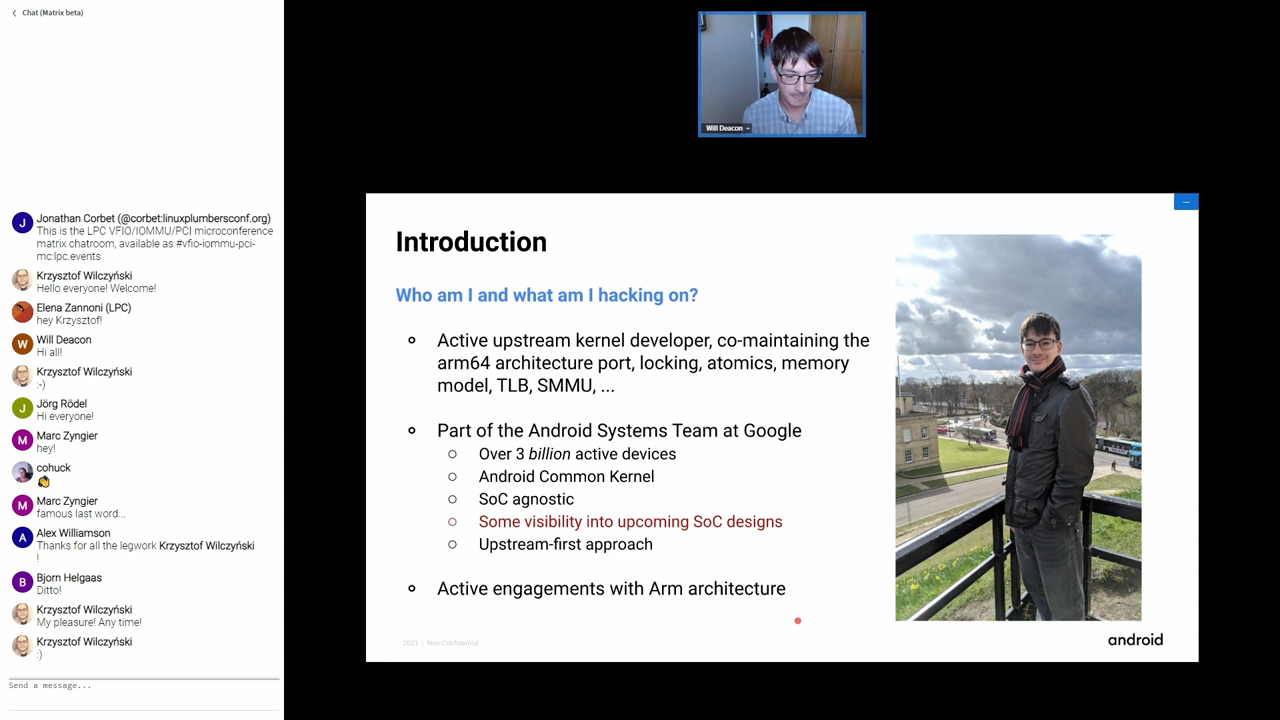 Chat (Matrix beta)
J
Jonathan Corbet (@corbet:linuxplumbersconf.org)
This is the LPC VFIO/IOMMU/PCI microconference
matrix chatroom, available as #vfio-iommu-pci-
mc:lpc.events
Krzysztof Wilczyński
Hello everyone! Welcome!
Elena Zannoni (LPC)
hey Krzysztof!
W
Will Deacon
Hi all!
Krzysztof Wilczyński
:-)
J
Jörg Rödel
Hi everyone!
M
Marc Zyngier
hey!
cohuck
M
Marc Zyngier
famous last word...
A
Alex Williamson
Thanks for all the legwork Krzysztof Wilczyński
!
B
Bjorn Helgaas
Ditto!
Krzysztof Wilczyński
My pleasure! Any time!
Krzysztof Wilczyński
:)
Send a message...
Will Deacon
Introduction
Who am I and what am I hacking on?
Active upstream kernel developer, co-maintaining the
arm64 architecture port, locking, atomics, memory
model, TLB, SMMU, ...
Part of the Android Systems Team at Google
Over 3 billion active devices
Android Common Kernel
SoC agnostic
Some visibility into upcoming SoC designs
Upstream-first approach
Active engagements with Arm architecture
2021 | Non-Confidential
android